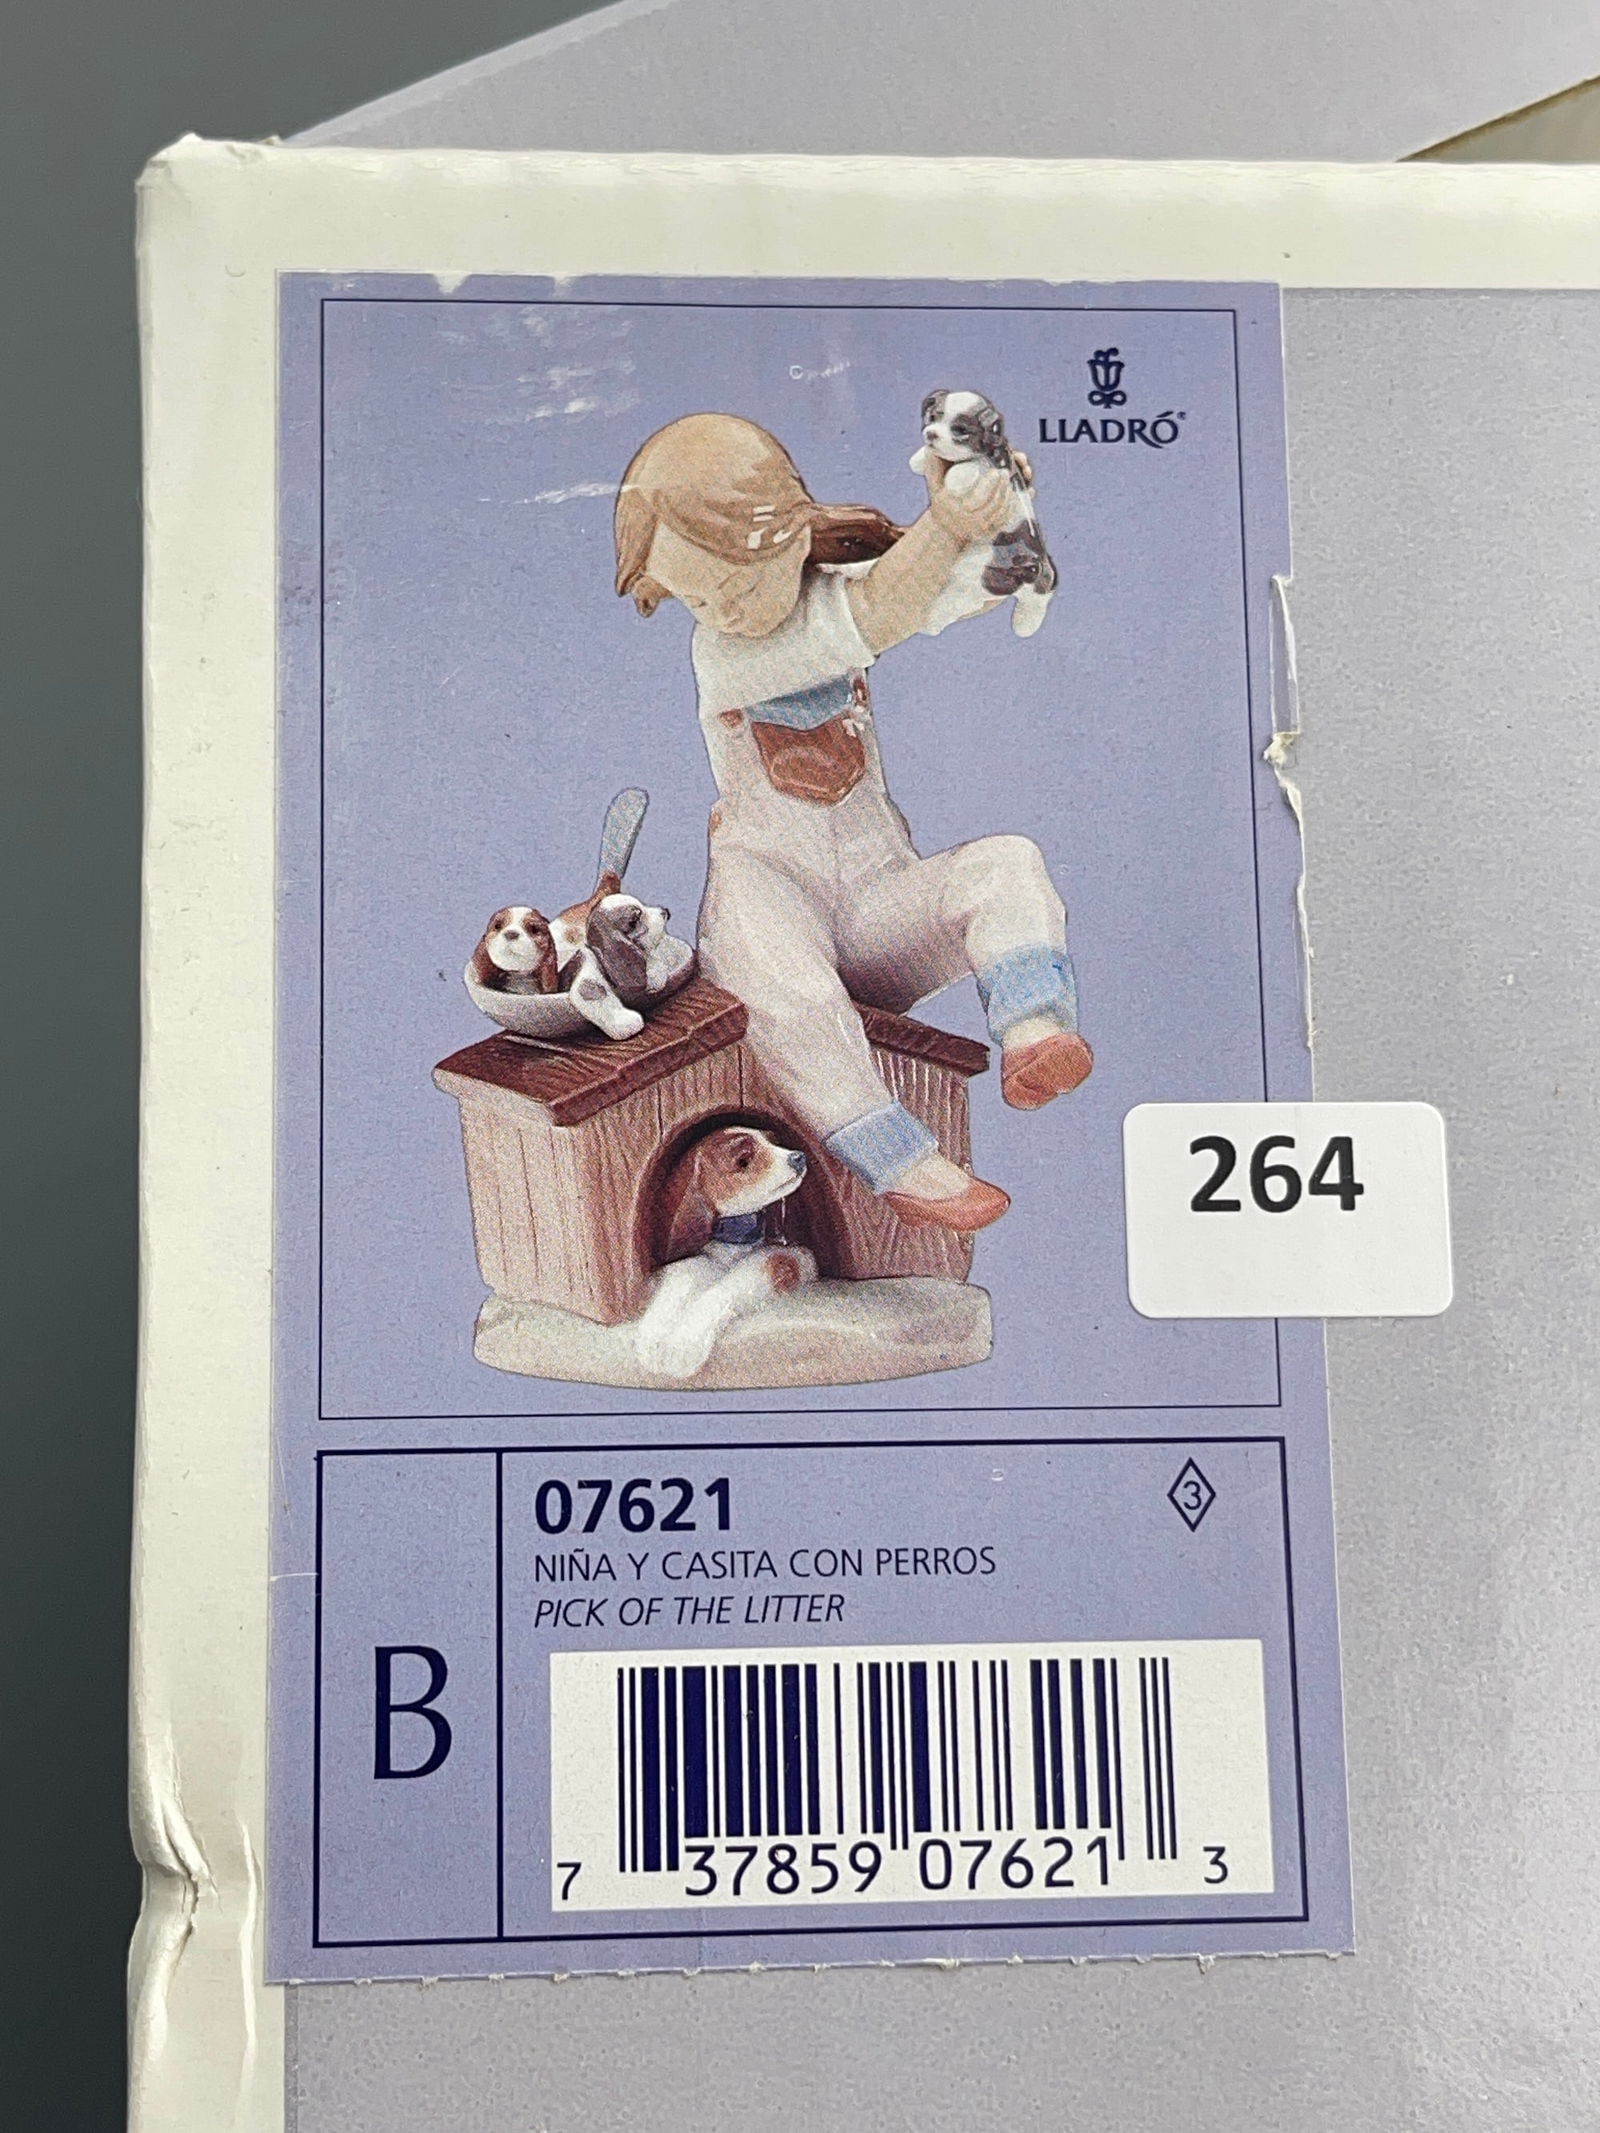 LLADRÓ®
264
07621
3
NIÑA Y CASITA CON PERROS
PICK OF THE LITTER
B
7 37859 07621 3